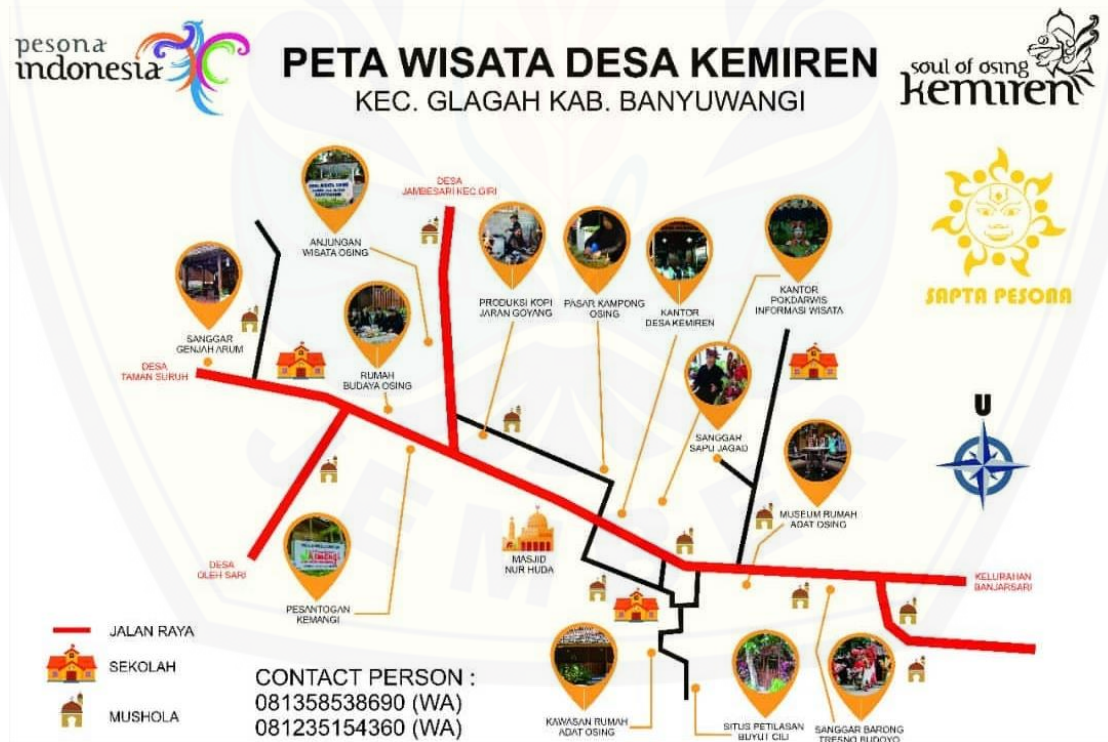 pesona
indonesia
PETA WISATA DESA KEMIREN
KEC. GLAGAH KAB. BANYUWANGI
soul of osing
kemiren
DESA
JAMBESARI KEC.GIRI
ANJUNGAN
WISATA OSING
SANGGAR
GENJAH ARUM
DESA
TAMAN SURUH
RUMAH
BUDAYA OSING
PRODUKSI KOPI
JARAN GOYANG
PASAR KAMPONG
OSING
KANTOR
DESA KEMIREN
KANTOR
POKDARWIS
INFORMASI WISATA
SAPTA PESONA
SANGGAR
SAPU JAGAD
U
MUSEUM RUMAH
ADAT OSING
MASJID
NUR HUDA
DESA
OLEH SARI
PESANTOGAN
KEMANGI
KELURAHAN
BANJARSARI
KAWASAN RUMAH
ADAT OSING
SITUS PETILASAN
BUYUT CILI
SANGGAR BARONG
TRESNO BUDOYO
JALAN RAYA
SEKOLAH
MUSHOLA
CONTACT PERSON :
081358538690 (WA)
081235154360 (WA)
JEMBER